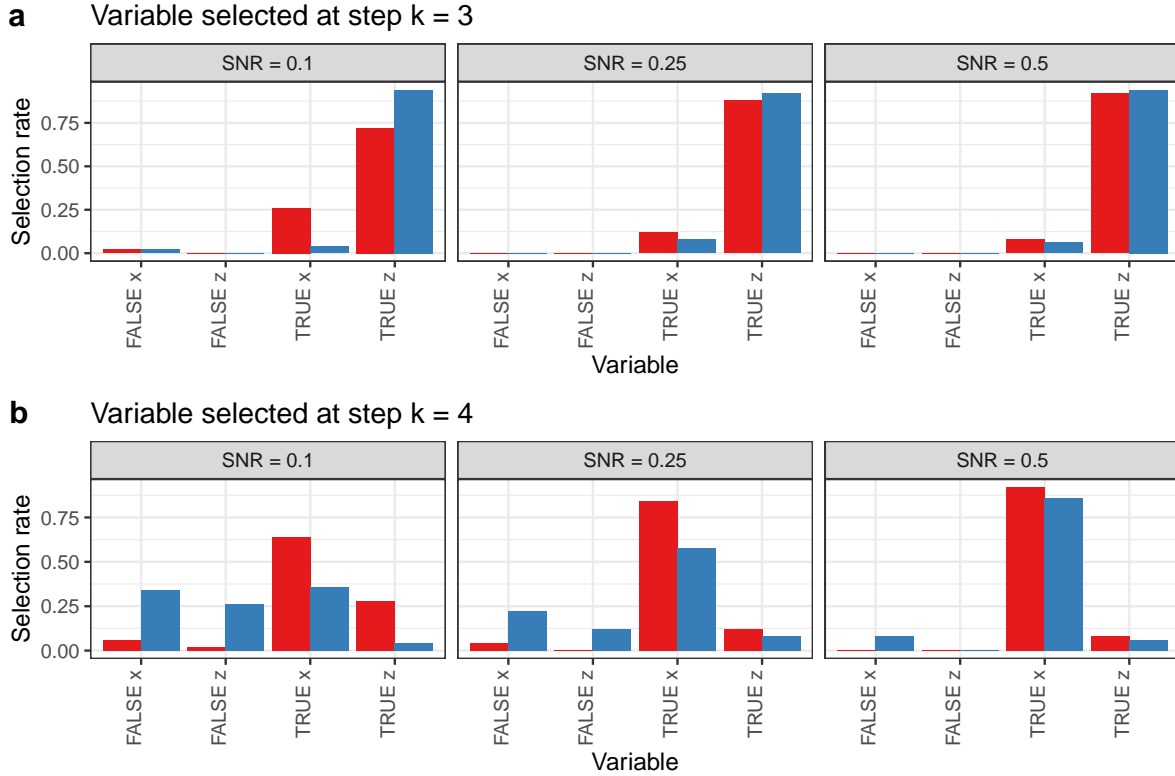 a Variable selected at step k = 3
SNR = 0.1 SNR = 0.25 SNR = 0.5
Selection rate
0.75
0.50
0.25
0.00
FALSE x FALSE z TRUE x TRUE z FALSE x FALSE z TRUE x TRUE z FALSE x FALSE z TRUE x TRUE z
Variable
b Variable selected at step k = 4
SNR = 0.1 SNR = 0.25 SNR = 0.5
Selection rate
0.75
0.50
0.25
0.00
FALSE x FALSE z TRUE x TRUE z FALSE x FALSE z TRUE x TRUE z FALSE x FALSE z TRUE x TRUE z
Variable